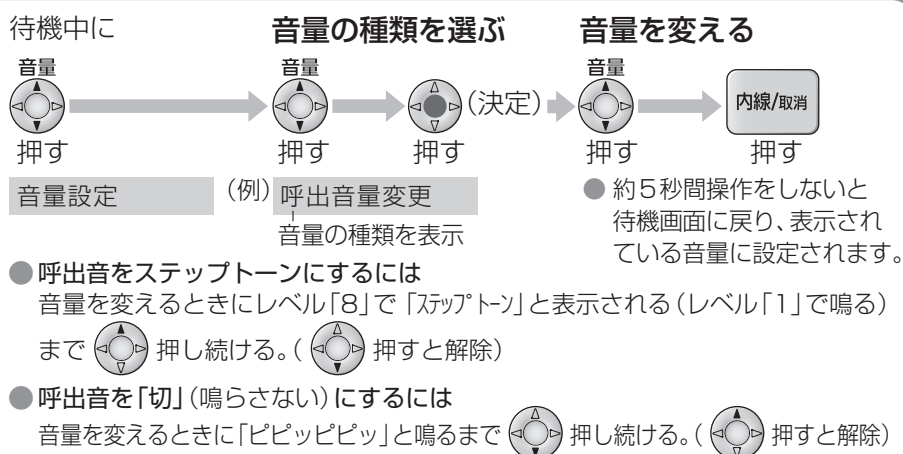 待機中に 音量の種類を選ぶ 音量を変える
音量 音量 音量
(決定) 内線/取消
押す 押す 押す 押す 押す
音量設定 (例) 呼出音量変更
音量の種類を表示
● 約5秒間操作をしないと
待機画面に戻り、表示され
ている音量に設定されます。
● 呼出音をステップトーンにするには
音量を変えるときにレベル「8」で「ステップトーン」と表示される(レベル「1」で鳴る)
まで 押し続ける。( 押すと解除)
● 呼出音を「切」(鳴らさない)にするには
音量を変えるときに「ピピッピピッ」と鳴るまで 押し続ける。( 押すと解除)